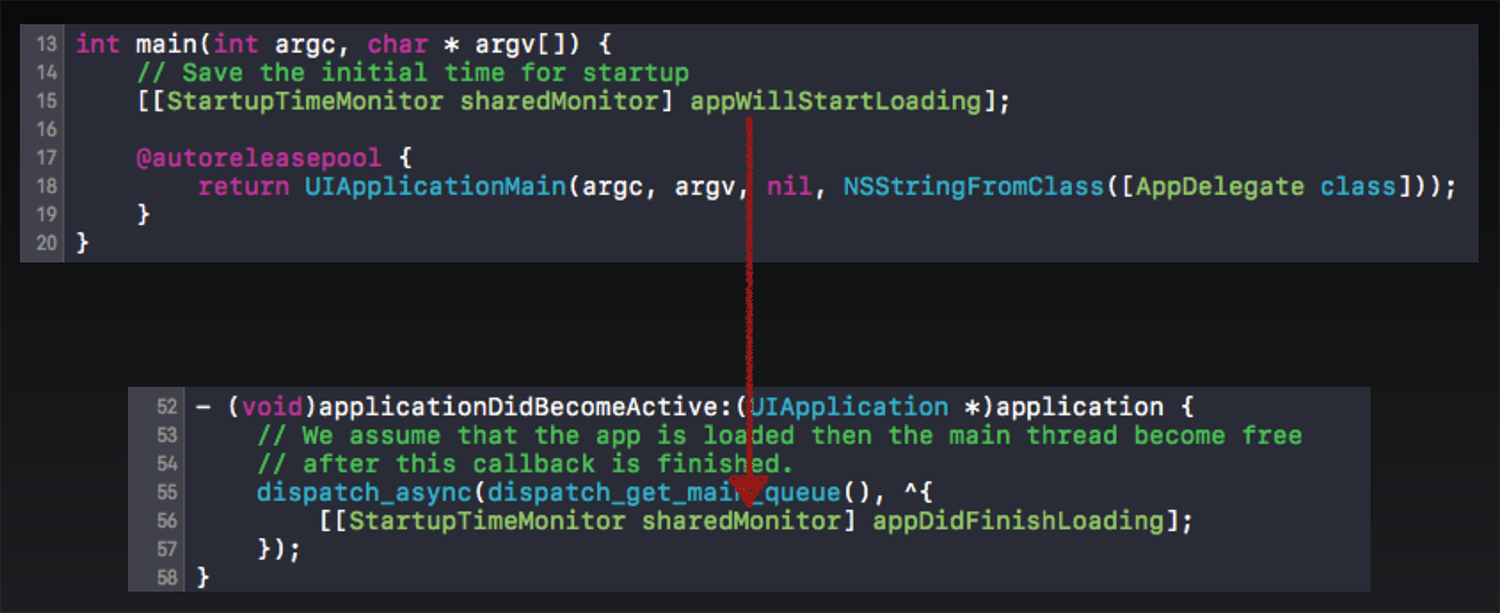 13 int main(int argc, char * argv[]) {
14 // Save the initial time for startup
15 [[StartupTimeMonitor sharedMonitor] appWillStartLoading];
16
17 @autoreleasepool {
18 return UIApplicationMain(argc, argv, nil, NSStringFromClass([AppDelegate class]));
19 }
20 }
52 - (void)applicationDidBecomeActive:(UIApplication *)application {
53 // We assume that the app is loaded then the main thread become free
54 // after this callback is finished.
55 dispatch_async(dispatch_get_main_queue(), ^{
56 [[StartupTimeMonitor sharedMonitor] appDidFinishLoading];
57 });
58 }